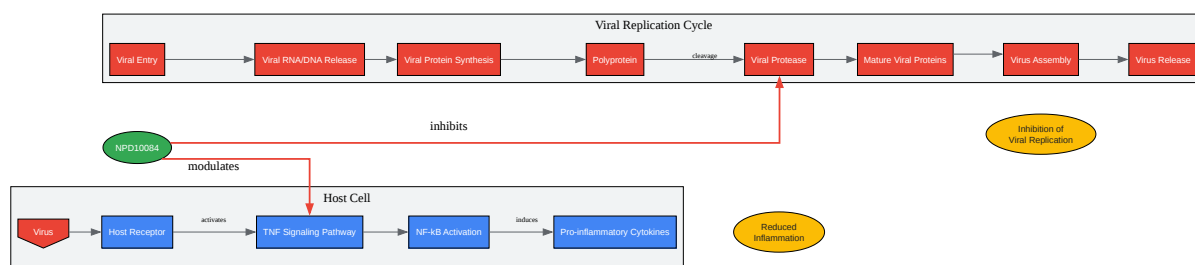 Viral Replication Cycle
Viral Entry
Viral RNA/DNA Release
Viral Protein Synthesis
Polyprotein
cleavage
Viral Protease
Mature Viral Proteins
Virus Assembly
Virus Release
inhibits
NPD10084
modulates
Inhibition of
Viral Replication
Host Cell
Virus
Host Receptor
activates
TNF Signaling Pathway
NF-kB Activation
induces
Pro-inflammatory Cytokines
Reduced
Inflammation